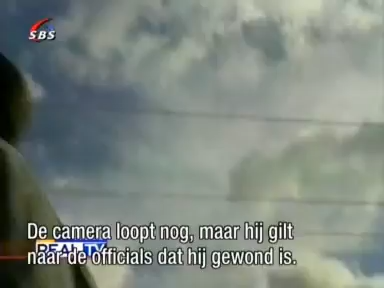 SBS
De camera loopt nog, maar hij gilt
REAL TV
naar de officials dat hij gewond is.